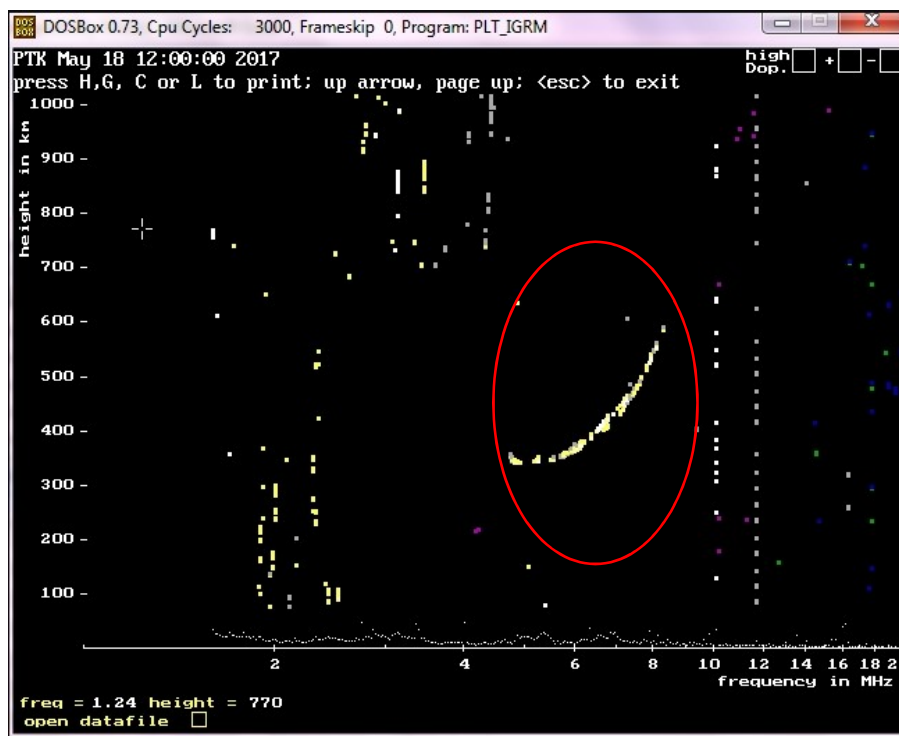 DOS BOX DOSBox 0.73, Cpu Cycles: 3000, Frameskip 0, Program: PLT_IGRM
PTK May 18 12:00:00 2017
high
Dop. + -
press H,G, C or L to print; up arrow, page up; <esc> to exit
height in km
1000
900
800
700
600
500
400
300
200
100
2 4 6 8 10 12 14 16 18 2
frequency in MHz
freq = 1.24 height = 770
open datafile